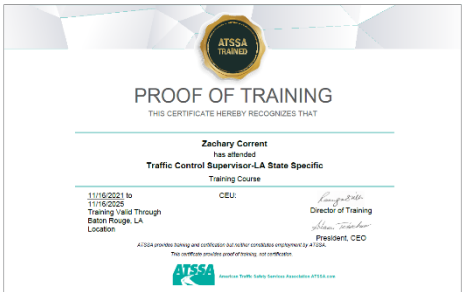 ATSSA
TRAINED
PROOF OF TRAINING
THIS CERTIFICATE HEREBY RECOGNIZES THAT
Zachary Corrent
has attended
Traffic Control Supervisor-LA State Specific
Training Course
11/16/2021 to
11/16/2025
Training Valid Through
Baton Rouge, LA
Location
CEU:
Director of Training
President, CEO
ATSSA provides training and certification but neither constitutes employment by ATSSA.
This certificate provides proof of training, not certification.
ATSSA
American Traffic Safety Services Association ATSSA.com